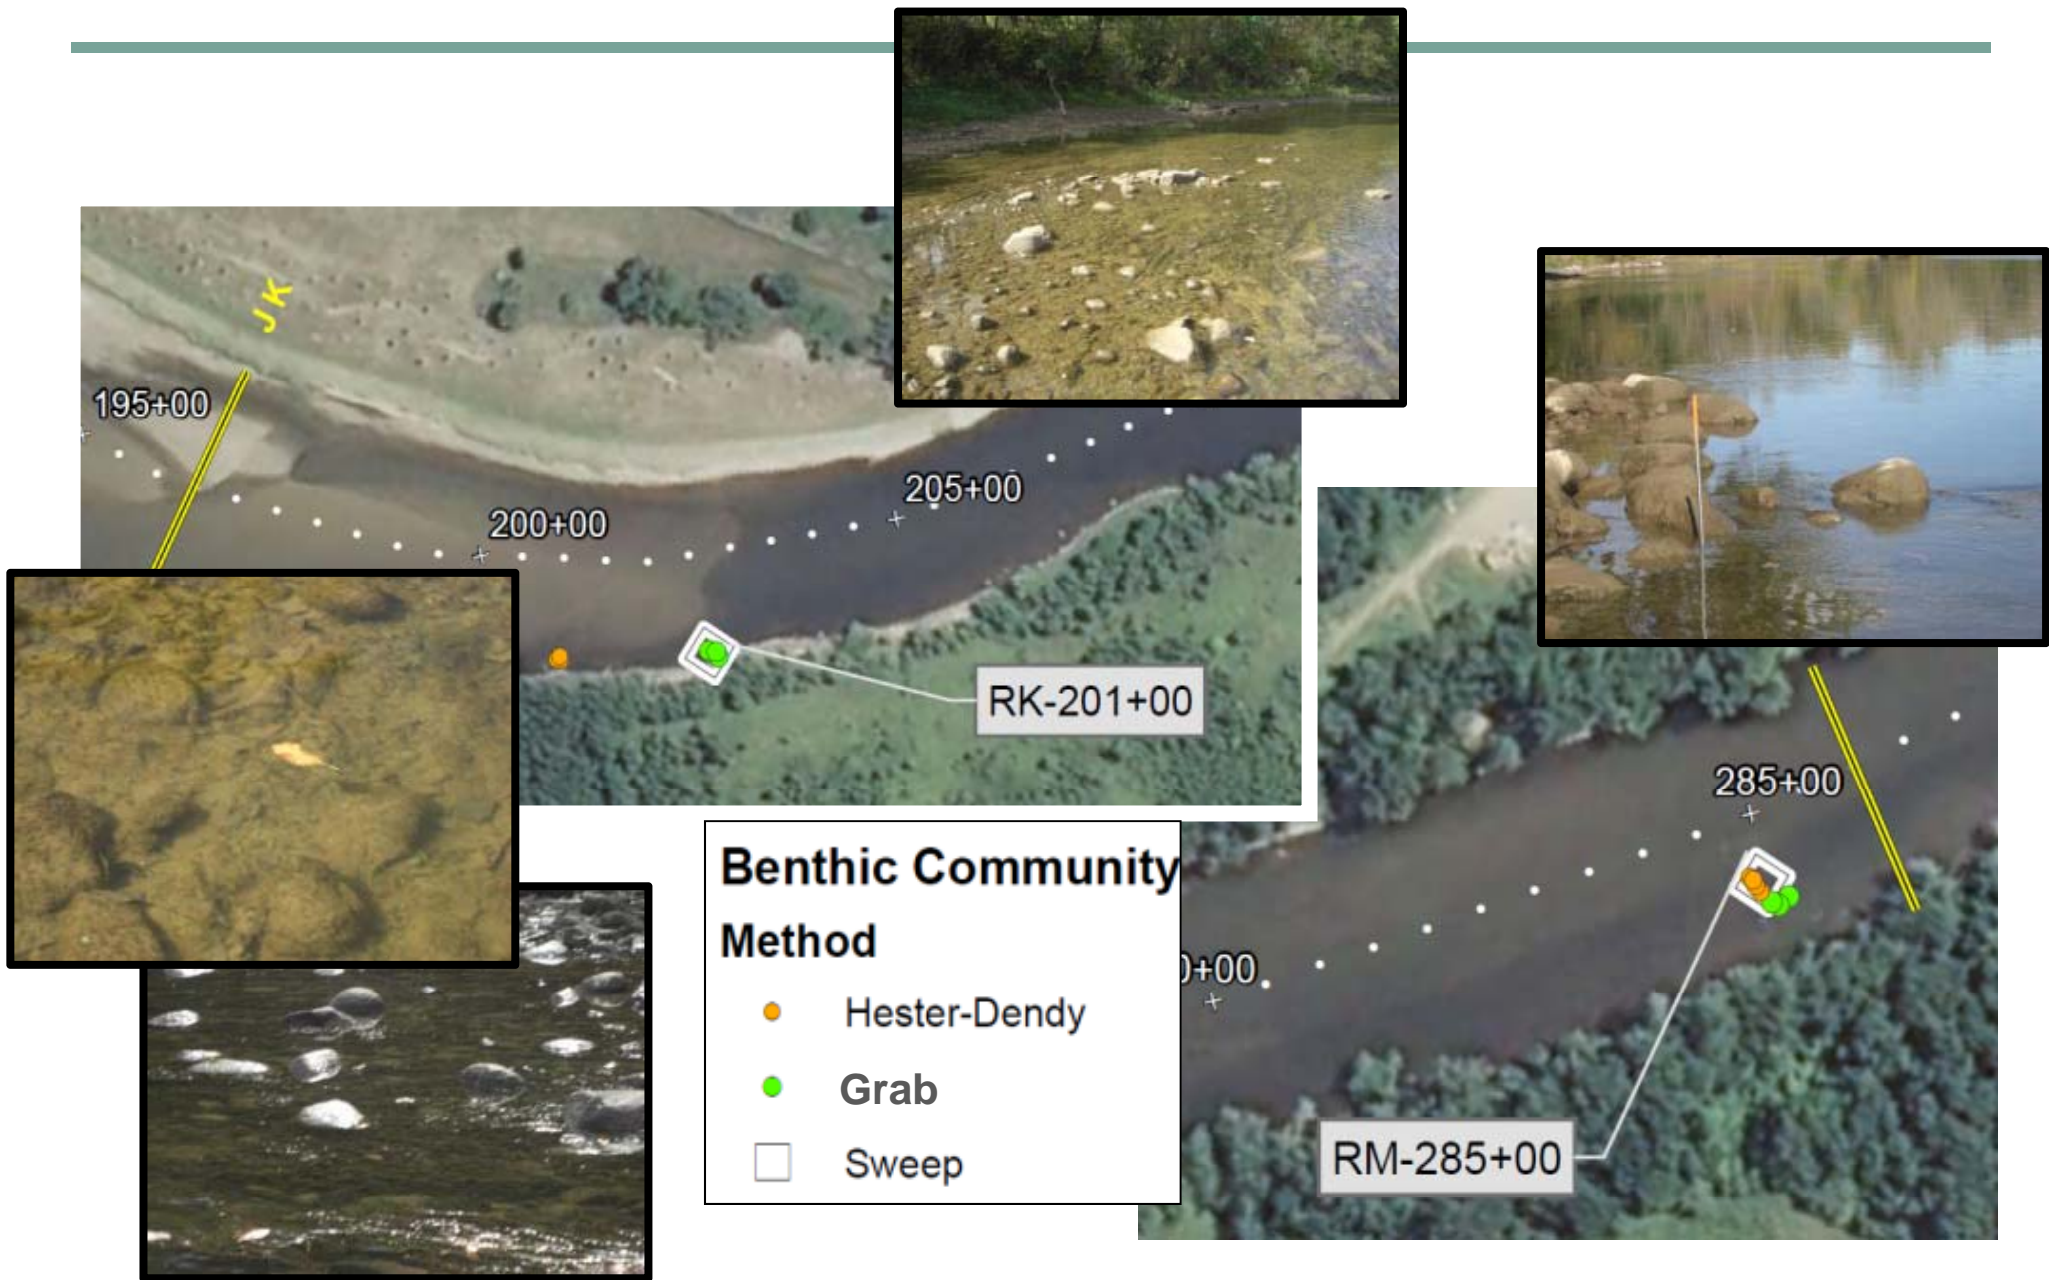 J K
195+00
200+00
205+00
RK-201+00
285+00
0+00
RM-285+00
Benthic Community
Method
Hester-Dendy
Grab
Sweep